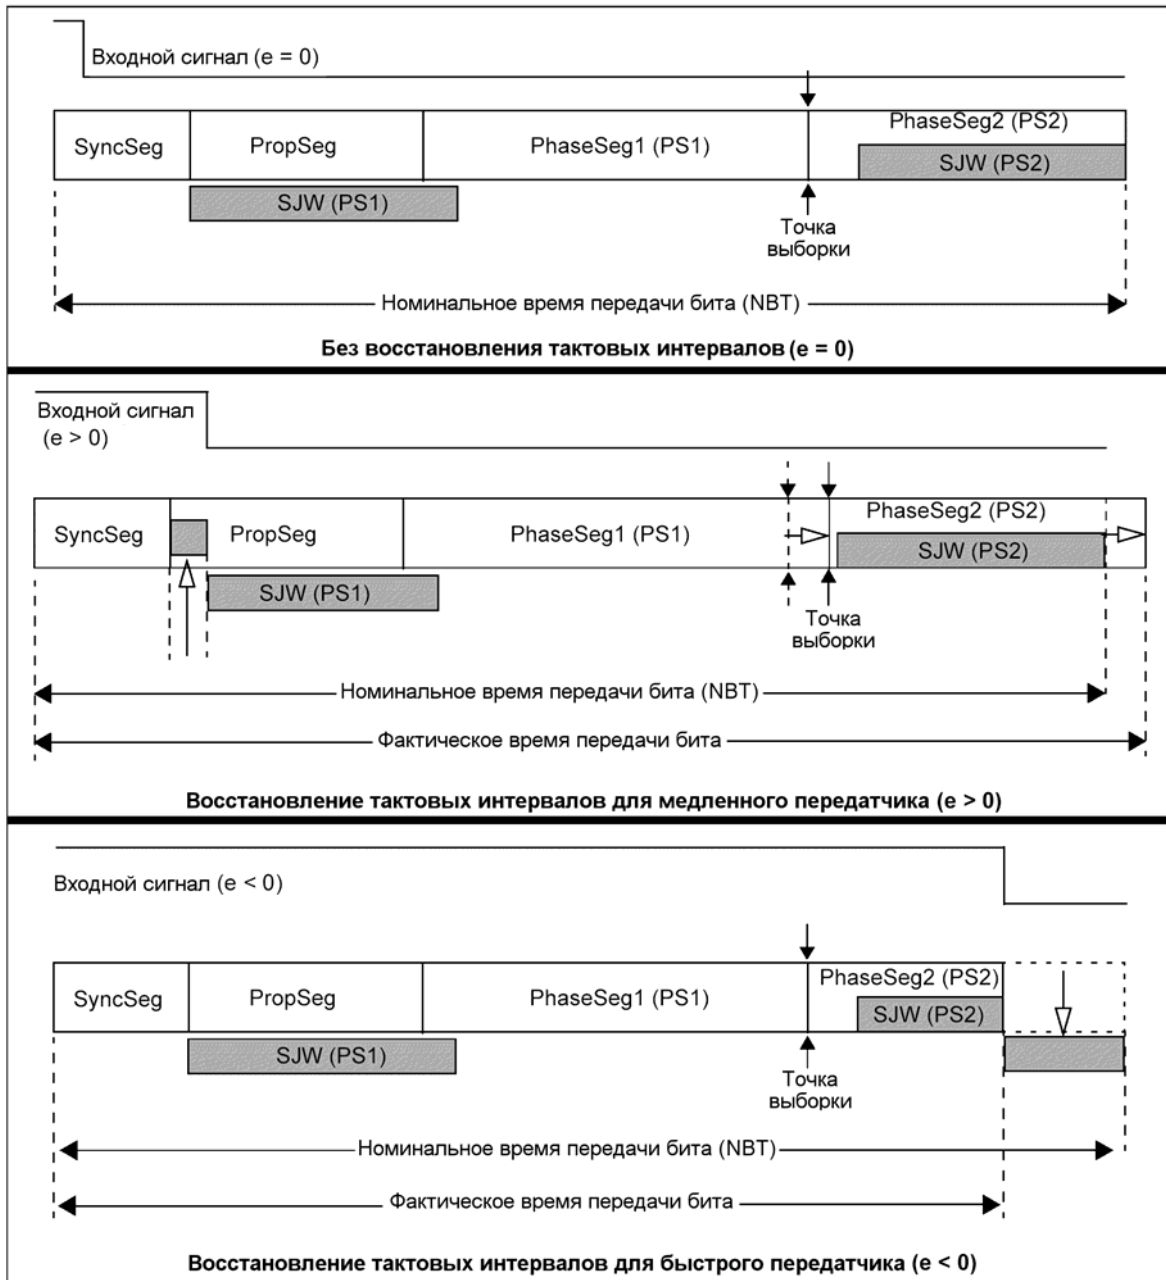 Входной сигнал (e = 0)
SyncSeg PropSeg PhaseSeg1 (PS1) PhaseSeg2 (PS2)
SJW (PS2)
SJW (PS1)
Точка
выборки
Номинальное время передачи бита (NBT)
Без восстановления тактовых интервалов (e = 0)
Входной сигнал
(e > 0)
SyncSeg PropSeg PhaseSeg1 (PS1) PhaseSeg2 (PS2)
SJW (PS2)
SJW (PS1)
Точка
выборки
Номинальное время передачи бита (NBT)
Фактическое время передачи бита
Восстановление тактовых интервалов для медленного передатчика (e > 0)
Входной сигнал (e < 0)
SyncSeg PropSeg PhaseSeg1 (PS1) PhaseSeg2 (PS2)
SJW (PS2)
SJW (PS1)
Точка
выборки
Номинальное время передачи бита (NBT)
Фактическое время передачи бита
Восстановление тактовых интервалов для быстрого передатчика (e < 0)